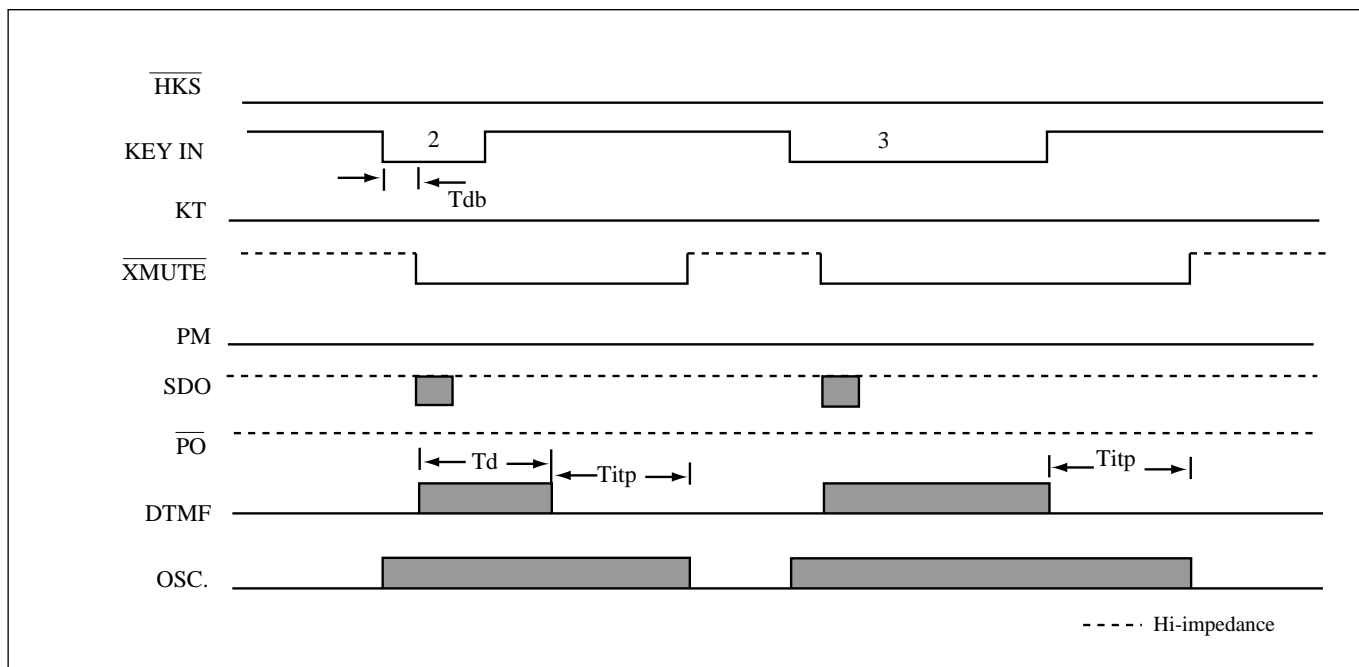 HKS
KEY IN
2
3
Tdb
KT
XMUTE
PM
SDO
PO
Td
Titp
Titp
DTMF
OSC.
Hi-impedance